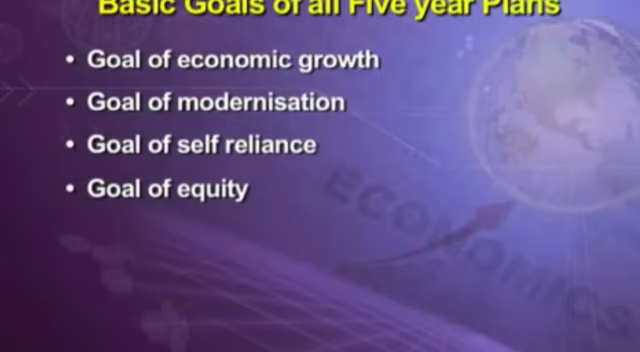 Basic Goals of all Five year Plans
• Goal of economic growth
• Goal of modernisation
• Goal of self reliance
• Goal of equity
ECONOMICS